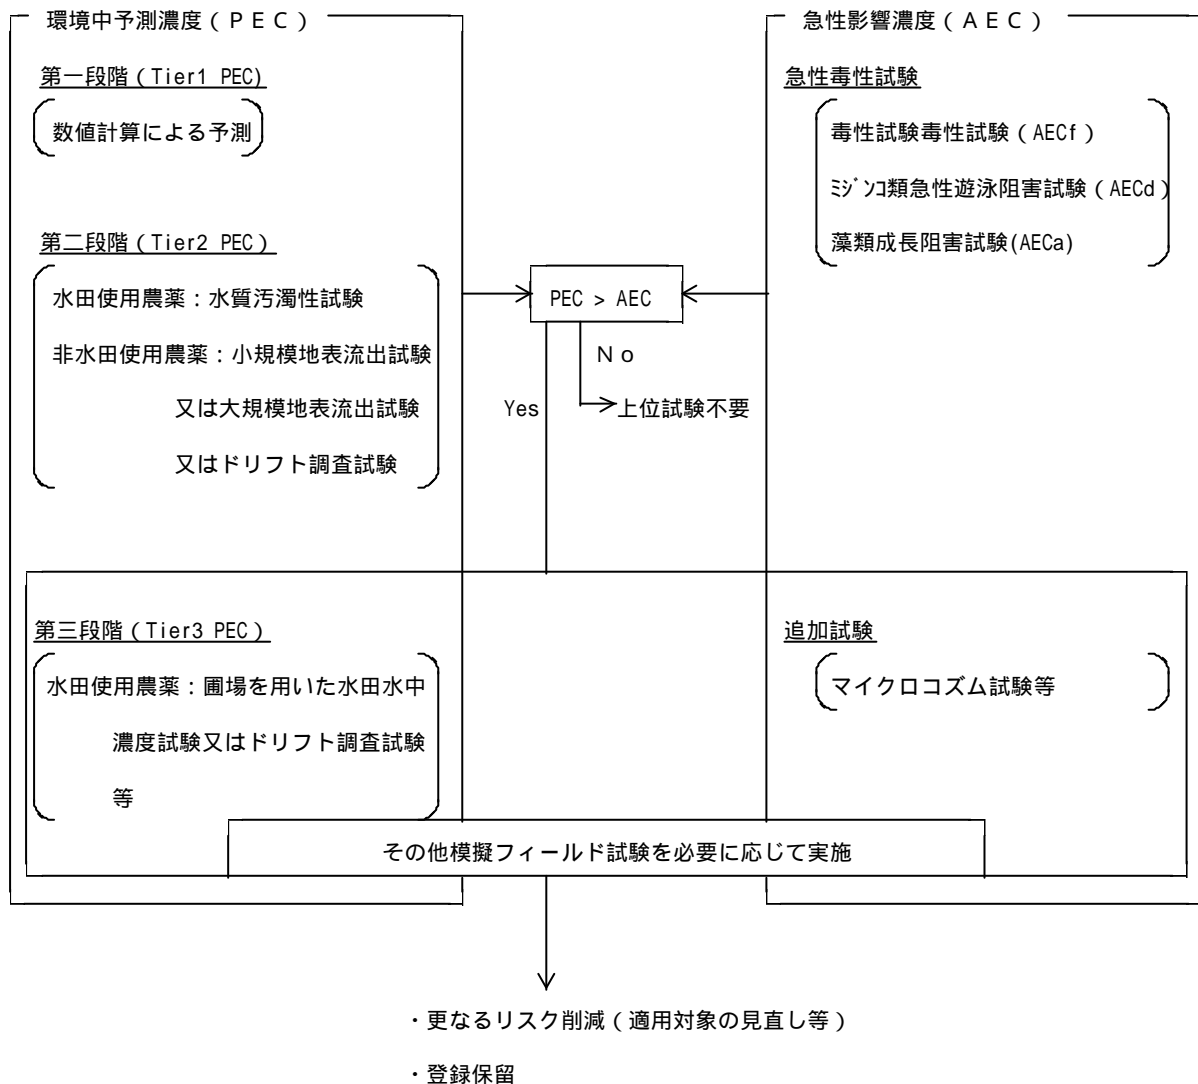 環境中予測濃度(PEC)
第一段階(Tier1 PEC)
数値計算による予測
第二段階(Tier2 PEC)
水田使用農薬:水質汚濁性試験
非水田使用農薬:小規模地表流出試験
又は大規模地表流出試験
又はドリフト調査試験
急性影響濃度(AEC)
急性毒性試験
毒性試験毒性試験(AECf)
ミジンコ類急性遊泳阻害試験(AECd)
藻類成長阻害試験(AECa)
PEC > AEC
No
Yes
上位試験不要
第三段階(Tier3 PEC)
水田使用農薬:圃場を用いた水田水中
濃度試験又はドリフト調査試験
等
追加試験
マイクロコズム試験等
その他模擬フィールド試験を必要に応じて実施
・更なるリスク削減(適用対象の見直し等)
・登録保留